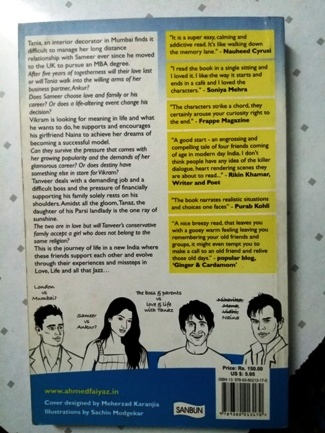 Tania, an interior decorator in Mumbai finds it
difficult to manage her long distance
relationship with Sameer ever since he moved
to the UK to pursue an MBA degree.
After five years of togetherness will their love last
or will Tania walk into the willing arms of her
business partner, Ankur?
Does Sameer choose love and family or his
career? Or does a life-altering event change his
decision?
Vikram is looking for meaning in life and what
he wants to do, he supports and encourages
his girlfriend Naina to achieve her dreams of
becoming a successful model.
Can they survive the pressure that comes with
her growing popularity and the demands of her
glamorous career? Or does destiny have
something else in store for Vikram?
Tanveer deals with a demanding job and a
difficult boss and the pressure of financially
supporting his family solely rests on his
shoulders. Amidst all the gloom, Tanaz, the
daughter of his Parsi landlady is the one ray of
sunshine.
The two are in love but will Tanveer's conservative
family accept a girl who does not belong to the
same religion?
This is the journey of life in a new India where
these friends support each other and evolve
through their experiences and missteps in
Love, Life and all that Jazz...
"It is a super easy, calming and
addictive read. It's like walking down
the memory lane." - Nauheed Cyrusi
"I read the book in a single sitting and
I loved it. I like the way it starts and
ends in a café and I loved the
characters." - Soniya Mehra
"The characters strike a chord, they
certainly arouse your curiosity right to
the end." - Frappe Magazine
"A good start - an engrossing and
compelling tale of four friends coming
of age in modern day India. I don't
think people have any idea of the killer
dialogue, heart rendering scenes they
are about to read..." - Rikin Khamar,
Writer and Poet
"The book narrates realistic situations
and choices one faces" - Purab Kohli
"A nice breezy read, that leaves you
with a gooey warm feeling leaving you
remembering your old friends and
groups, it might even tempt you to
make a call to an old friend and relive
those old days..." - popular blog,
'Ginger & Cardamom'
London
vs
Mumbai?
Sameer
vs
Ankur?
The boss & parents
vs
Love & life
with Tanaz
Naina
Price: Rs. 150.00
US $: 5.95
www.ahmedfaiyaz.in
Cover designed by Meherzad Karanjia
Illustrations by Sachin Modgekar
SANBUN